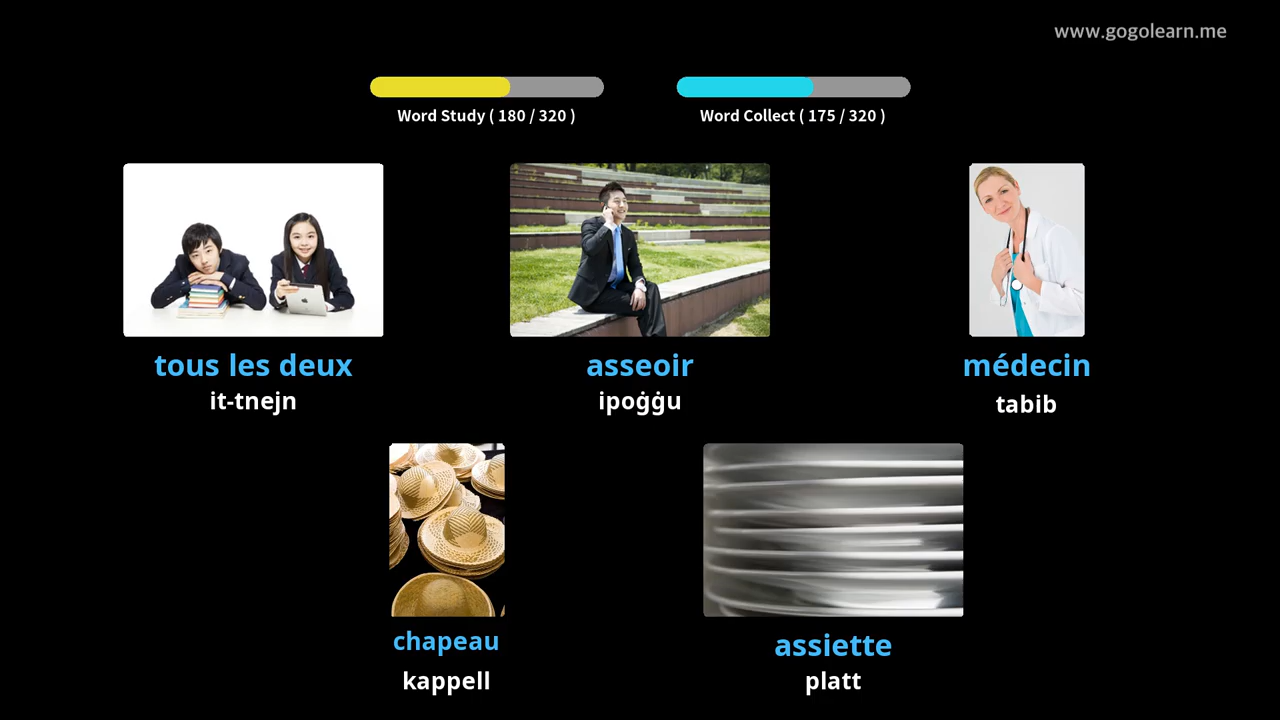 www.gogolearn.me
Word Study ( 180 / 320 )
Word Collect ( 175 / 320 )
tous les deux
it-tnejn
asseoir
ipoġġu
médecin
tabib
chapeau
kappell
assiette
platt